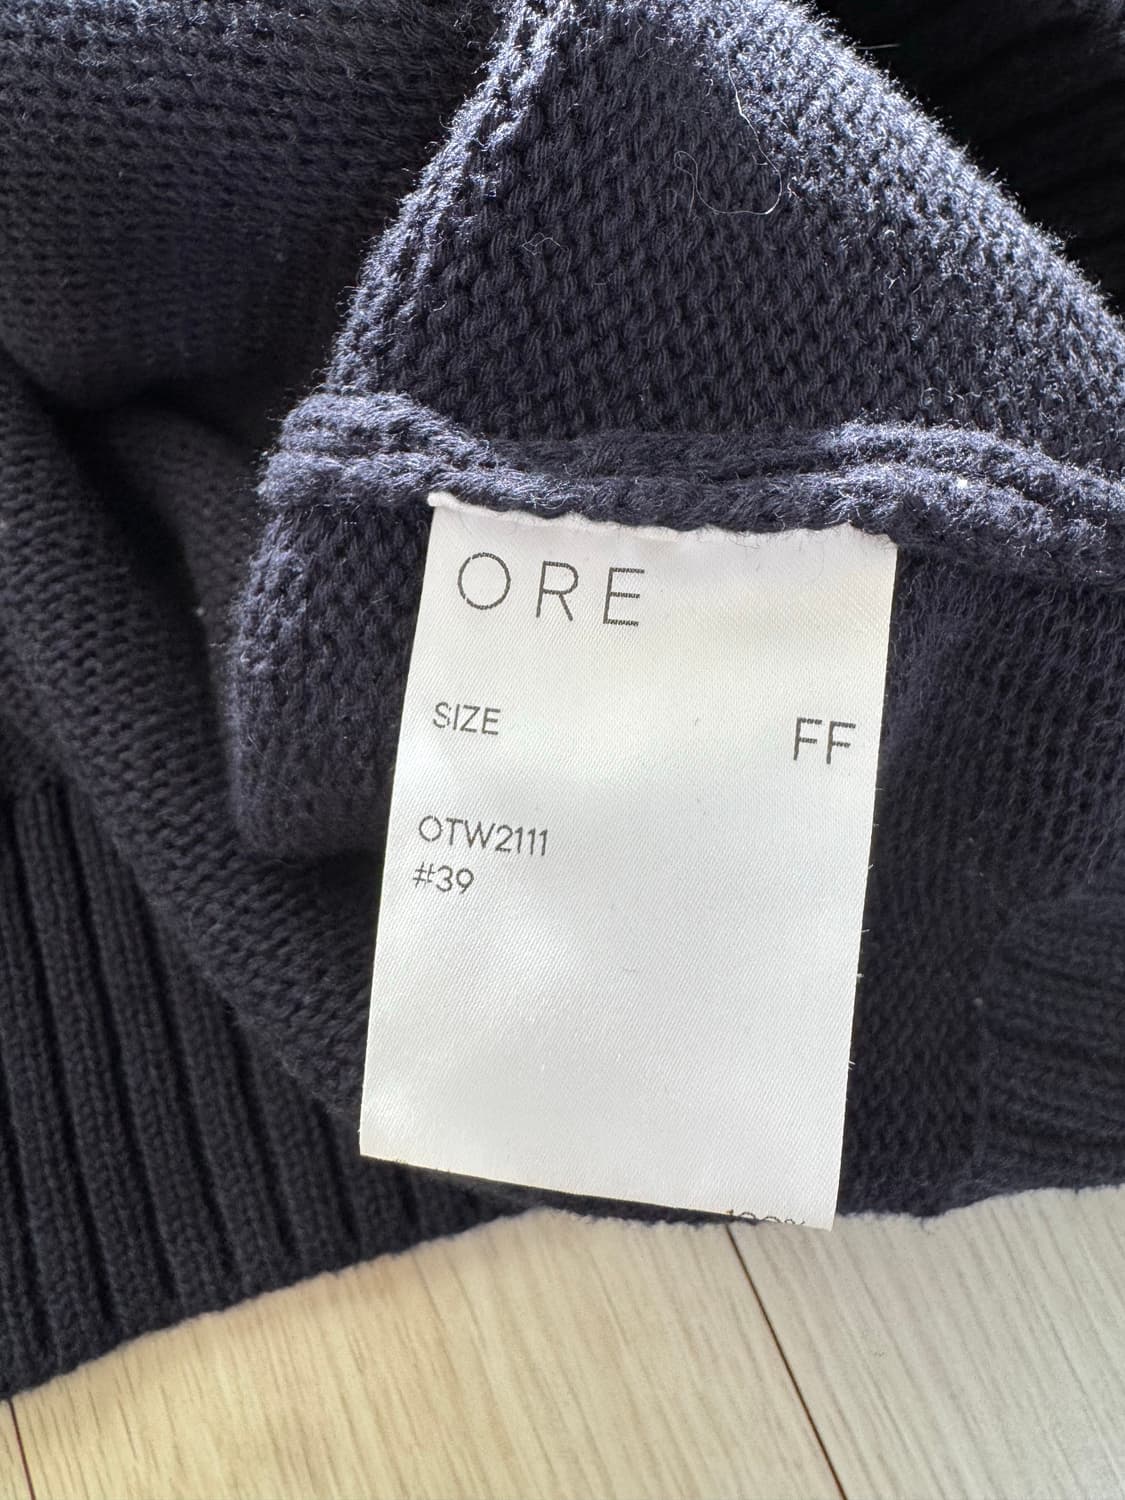 ORE
SIZE FF
OTW2111
#39